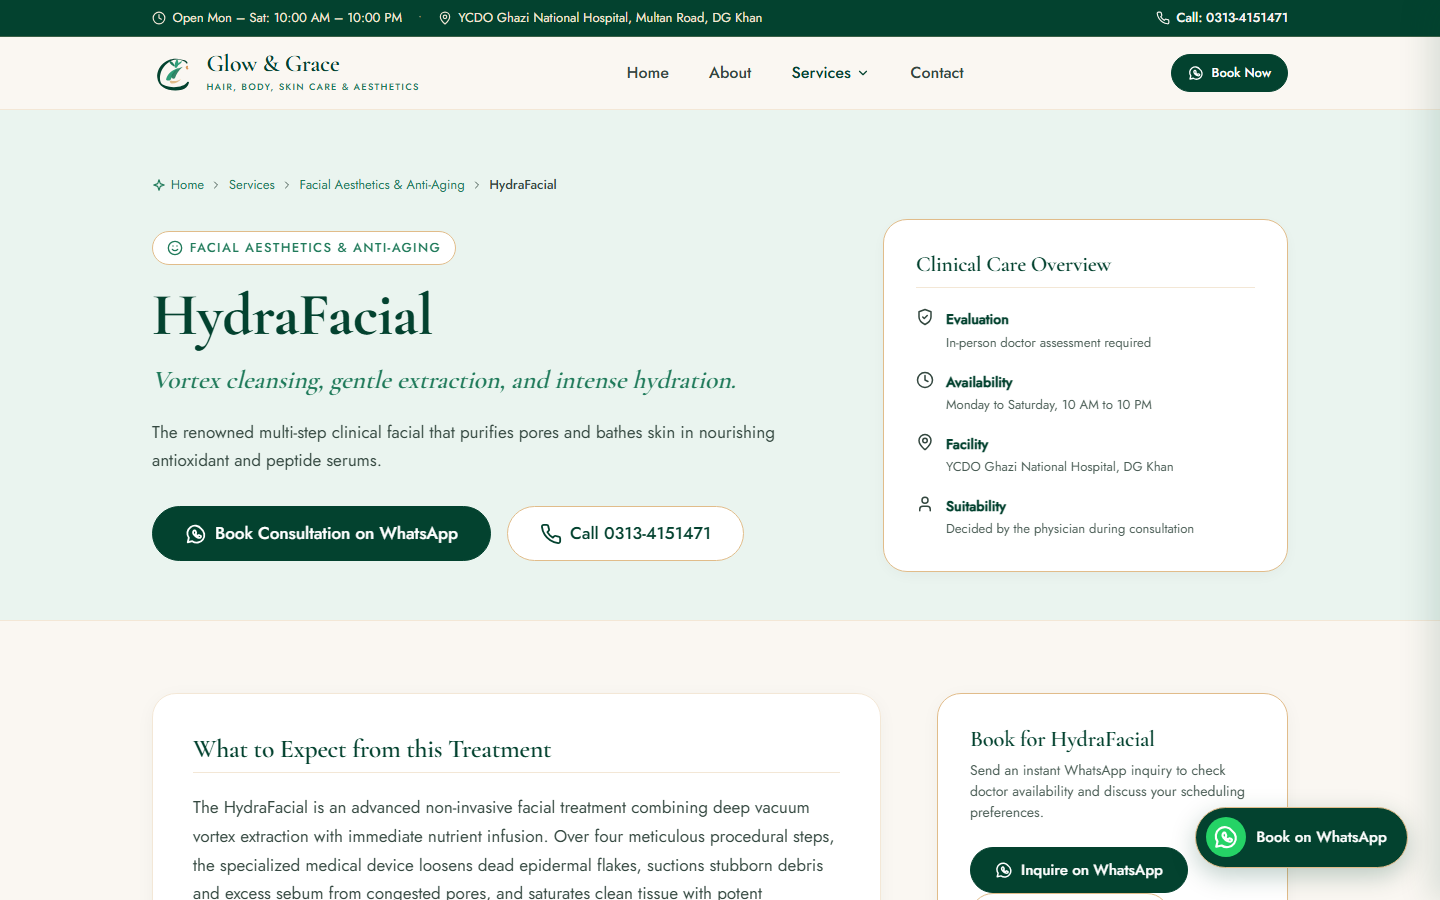 Open Mon – Sat: 10:00 AM – 10:00 PM · YCDO Ghazi National Hospital, Multan Road, DG Khan
Call: 0313-4151471
Glow & Grace
HAIR, BODY, SKIN CARE & AESTHETICS
Home About Services Contact
Book Now
Home > Services > Facial Aesthetics & Anti-Aging > HydraFacial
FACIAL AESTHETICS & ANTI-AGING
HydraFacial
Vortex cleansing, gentle extraction, and intense hydration.
The renowned multi-step clinical facial that purifies pores and bathes skin in nourishing
antioxidant and peptide serums.
Book Consultation on WhatsApp
Call 0313-4151471
Clinical Care Overview
Evaluation
In-person doctor assessment required
Availability
Monday to Saturday, 10 AM to 10 PM
Facility
YCDO Ghazi National Hospital, DG Khan
Suitability
Decided by the physician during consultation
What to Expect from this Treatment
The HydraFacial is an advanced non-invasive facial treatment combining deep vacuum
vortex extraction with immediate nutrient infusion. Over four meticulous procedural steps,
the specialized medical device loosens dead epidermal flakes, suctions stubborn debris
and excess sebum from congested pores, and saturates clean tissue with potent
Book for HydraFacial
Send an instant WhatsApp inquiry to check
doctor availability and discuss your scheduling
preferences.
Inquire on WhatsApp
Book on WhatsApp